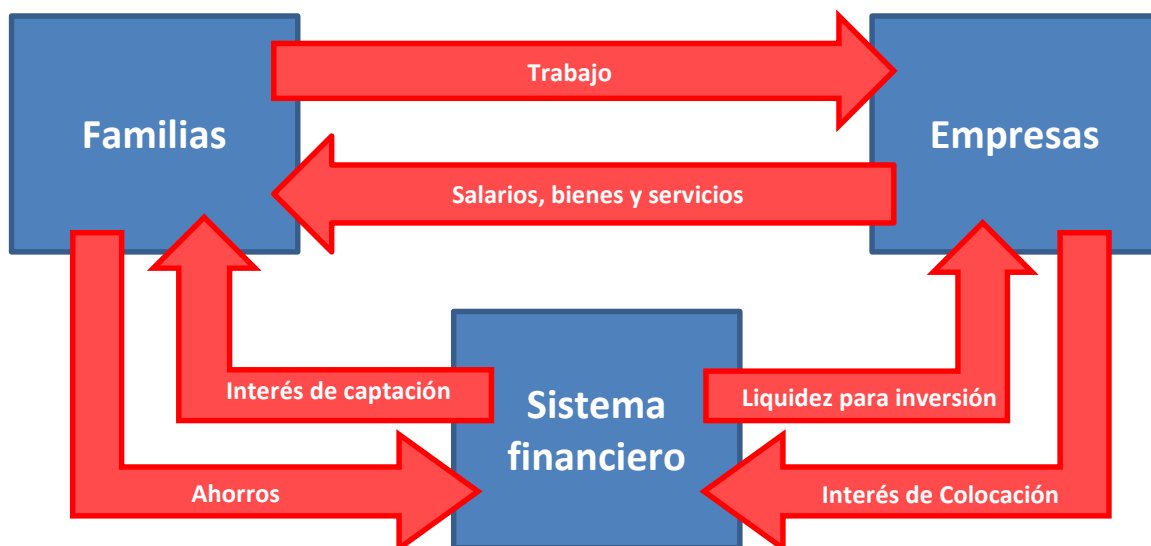 Trabajo
Familias
Empresas
Salarios, bienes y servicios
Interés de captación
Liquidez para inversión
Sistema
financiero
Ahorros
Interés de Colocación